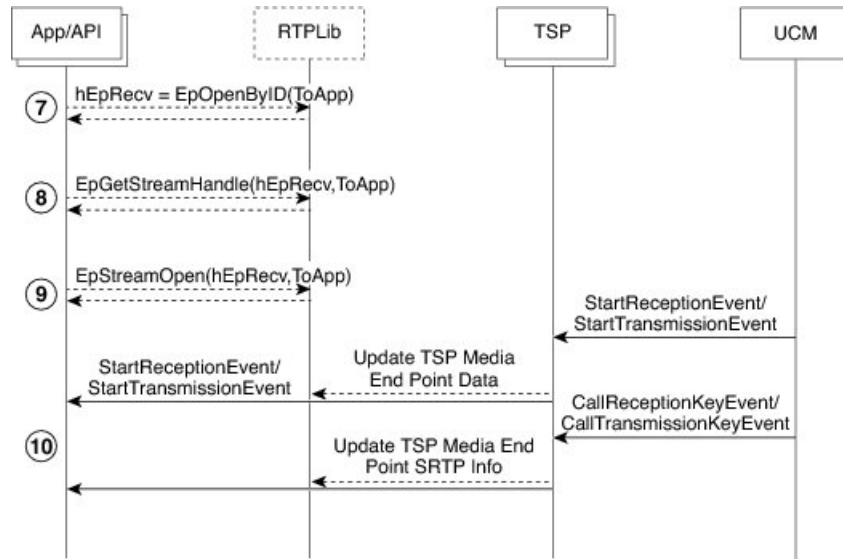 App/API
RTPLib
TSP
UCM
7
hEpRecv = EpOpenByID(ToApp)
8
EpGetStreamHandle(hEpRecv,ToApp)
9
EpStreamOpen(hEpRecv,ToApp)
StartReceptionEvent/
StartTransmissionEvent
Update TSP Media
End Point Data
StartReceptionEvent/
StartTransmissionEvent
CallReceptionKeyEvent/
CallTransmissionKeyEvent
10
Update TSP Media End
Point SRTP Info